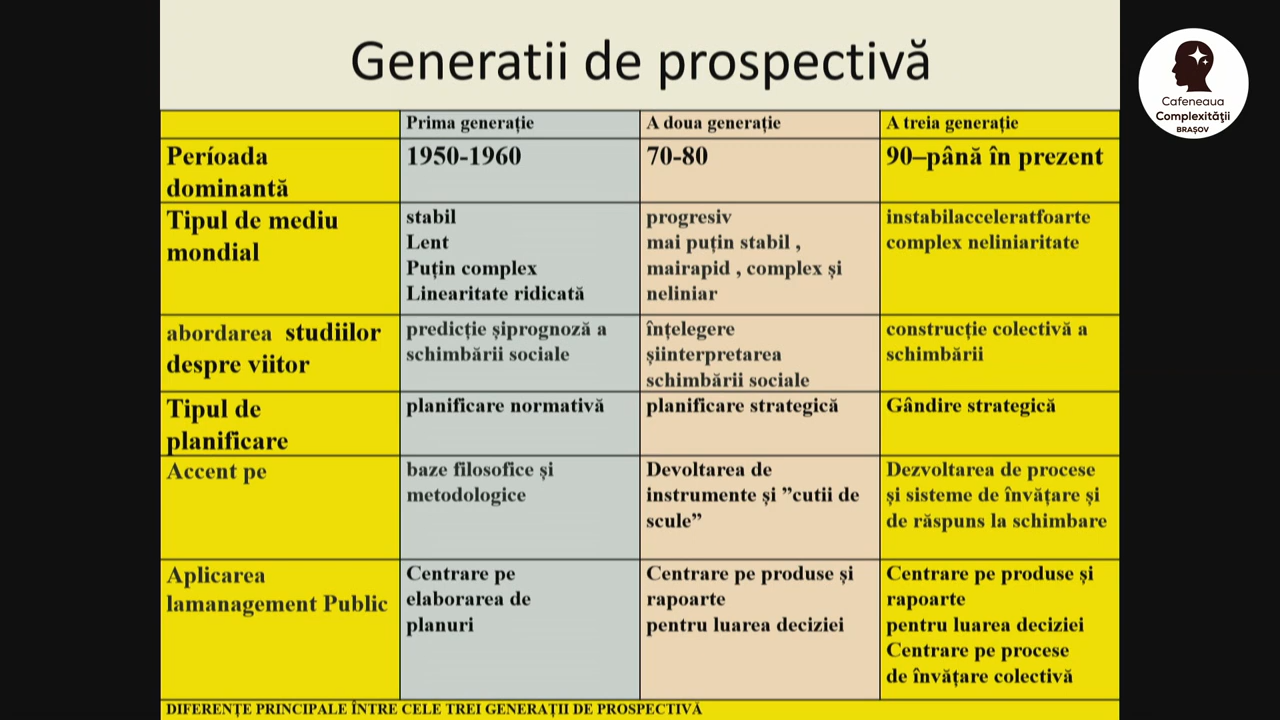 Generatii de prospectivă
Cafeneaua
Complexității
BRAȘOV
Prima generație
A doua generație
A treia generație
Períoada
dominantă
1950-1960
70-80
90–până în prezent
Tipul de mediu
mondial
stabil
Lent
Puțin complex
Linearitate ridicată
progresiv
mai puțin stabil ,
mairapid , complex și
neliniar
instabilacceleratfoarte
complex neliniaritate
abordarea studiilor
despre viitor
predicție șiprognoză a
schimbării sociale
înțelegere
șiinterpretarea
schimbării sociale
construcție colectivă a
schimbării
Tipul de
planificare
planificare normativă
planificare strategică
Gândire strategică
Accent pe
baze filosofice și
metodologice
Devoltarea de
instrumente și ”cutii de
scule”
Dezvoltarea de procese
și sisteme de învățare și
de răspuns la schimbare
Aplicarea
lamanagement Public
Centrare pe
elaborarea de
planuri
Centrare pe produse și
rapoarte
pentru luarea deciziei
Centrare pe produse și
rapoarte
pentru luarea deciziei
Centrare pe procese
de învățare colectivă
DIFERENȚE PRINCIPALE ÎNTRE CELE TREI GENERAȚII DE PROSPECTIVĂ